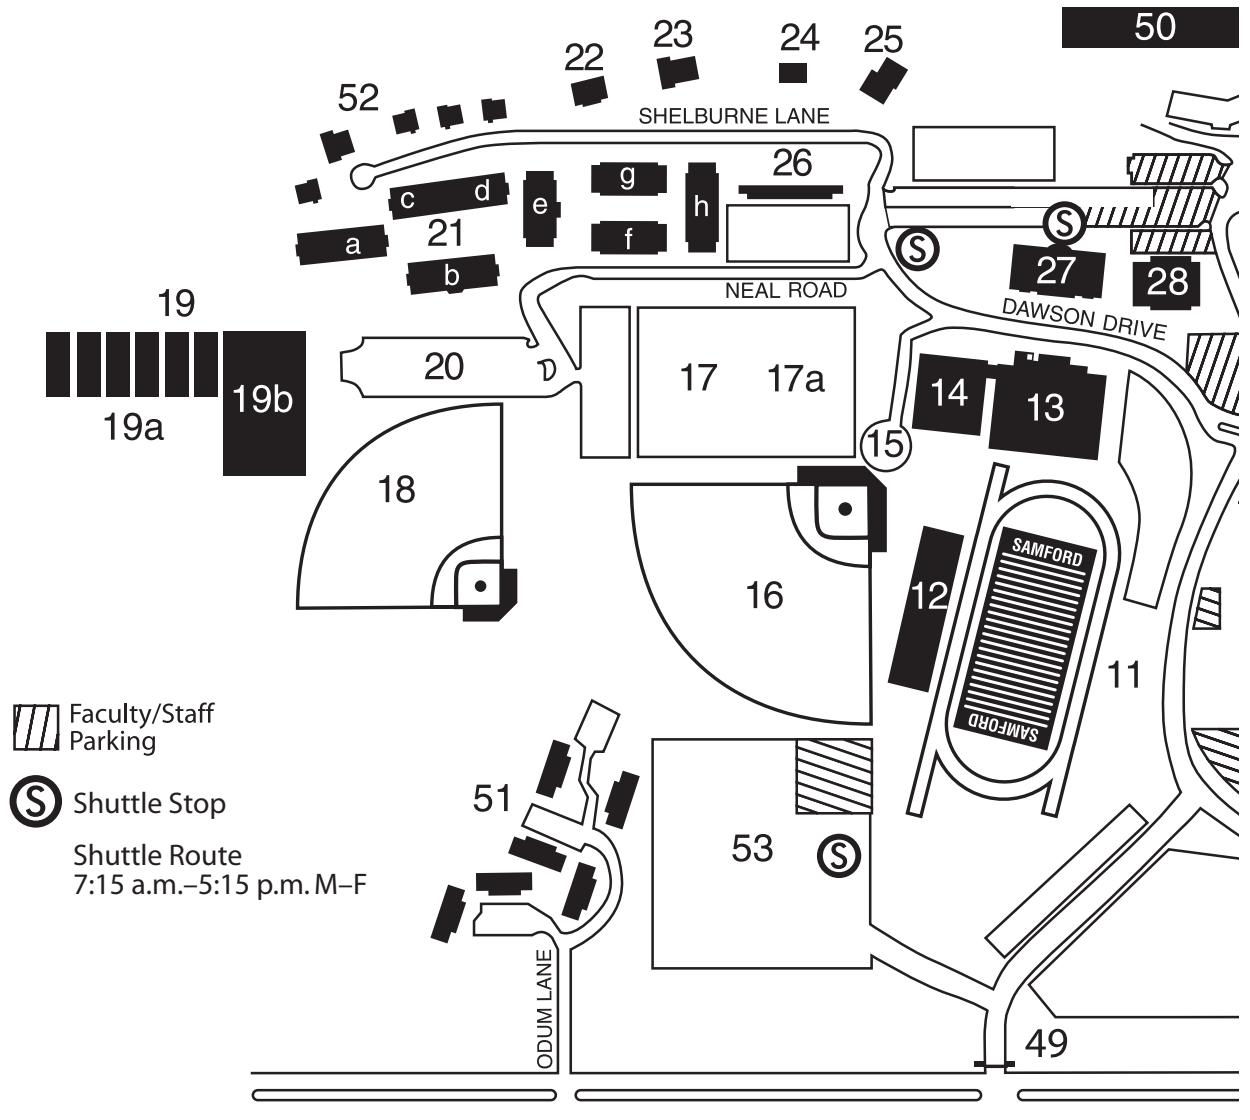 50
23
24
25
22
52
SHELBURNE LANE
26
g
c
d
e
h
a
21
f
b
S
S
27
28
NEAL ROAD
DAWSON DRIVE
19
20
17
17a
14
13
19b
19a
15
18
SAMFORD
16
12
11
SAMFORD
Faculty/Staff
Parking
S
Shuttle Stop
51
53
S
Shuttle Route
7:15 a.m.–5:15 p.m. M–F
ODUM LANE
49